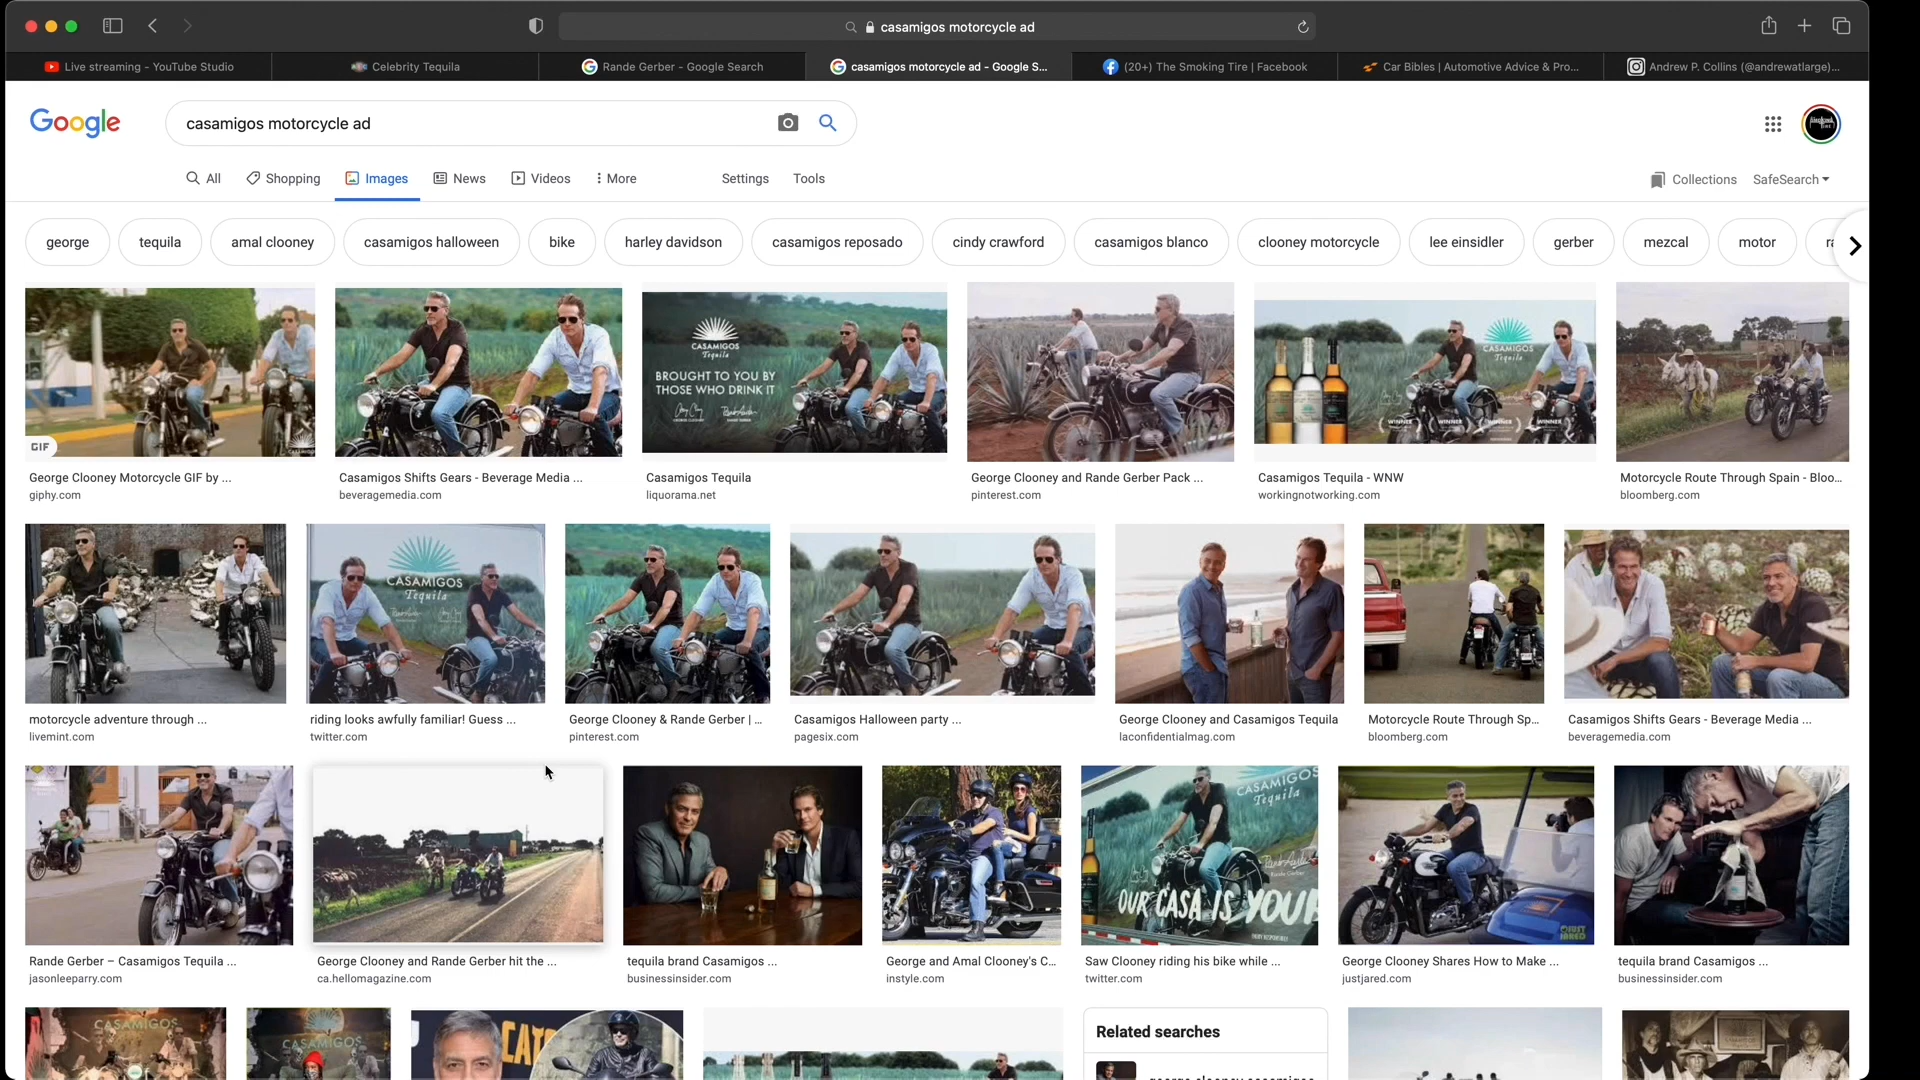 casamigos motorcycle ad
Live streaming - YouTube Studio
Celebrity Tequila
Rande Gerber - Google Search
casamigos motorcycle ad - Google S...
(20+) The Smoking Tire | Facebook
Car Bibles | Automotive Advice & Pro...
Andrew P. Collins (@andrewatlarge)...
Google
casamigos motorcycle ad
All
Shopping
Images
News
Videos
More
Settings
Tools
Collections
SafeSearch
george
tequila
amal clooney
casamigos halloween
bike
harley davidson
casamigos reposado
cindy crawford
casamigos blanco
clooney motorcycle
lee einsidler
gerber
mezcal
motor
CASAMIGOS
Tequila
BROUGHT TO YOU BY
THOSE WHO DRINK IT
CASAMIGOS
Tequila
WINNER
WINNER
WINNER
WINNER
GIF
George Clooney Motorcycle GIF by ...
giphy.com
Casamigos Shifts Gears - Beverage Media ...
beveragemedia.com
Casamigos Tequila
liquorama.net
George Clooney and Rande Gerber Pack ...
pinterest.com
Casamigos Tequila - WNW
workingnotworking.com
Motorcycle Route Through Spain - Bloo...
bloomberg.com
CASAMIGOS
Tequila
motorcycle adventure through ...
livemint.com
riding looks awfully familiar! Guess ...
twitter.com
George Clooney & Rande Gerber | ...
pinterest.com
Casamigos Halloween party ...
pagesix.com
George Clooney and Casamigos Tequila
laconfidentialmag.com
Motorcycle Route Through Sp...
bloomberg.com
Casamigos Shifts Gears - Beverage Media ...
beveragemedia.com
CASAMIGOS
Tequila
OUR CASA IS YOUR
JUST
JARED
Rande Gerber – Casamigos Tequila ...
jasonleeparry.com
George Clooney and Rande Gerber hit the ...
ca.hellomagazine.com
tequila brand Casamigos ...
businessinsider.com
George and Amal Clooney's C...
instyle.com
Saw Clooney riding his bike while ...
twitter.com
George Clooney Shares How to Make ...
justjared.com
tequila brand Casamigos ...
businessinsider.com
CASAMIGOS
CASAMIGOS
CATC
Related searches